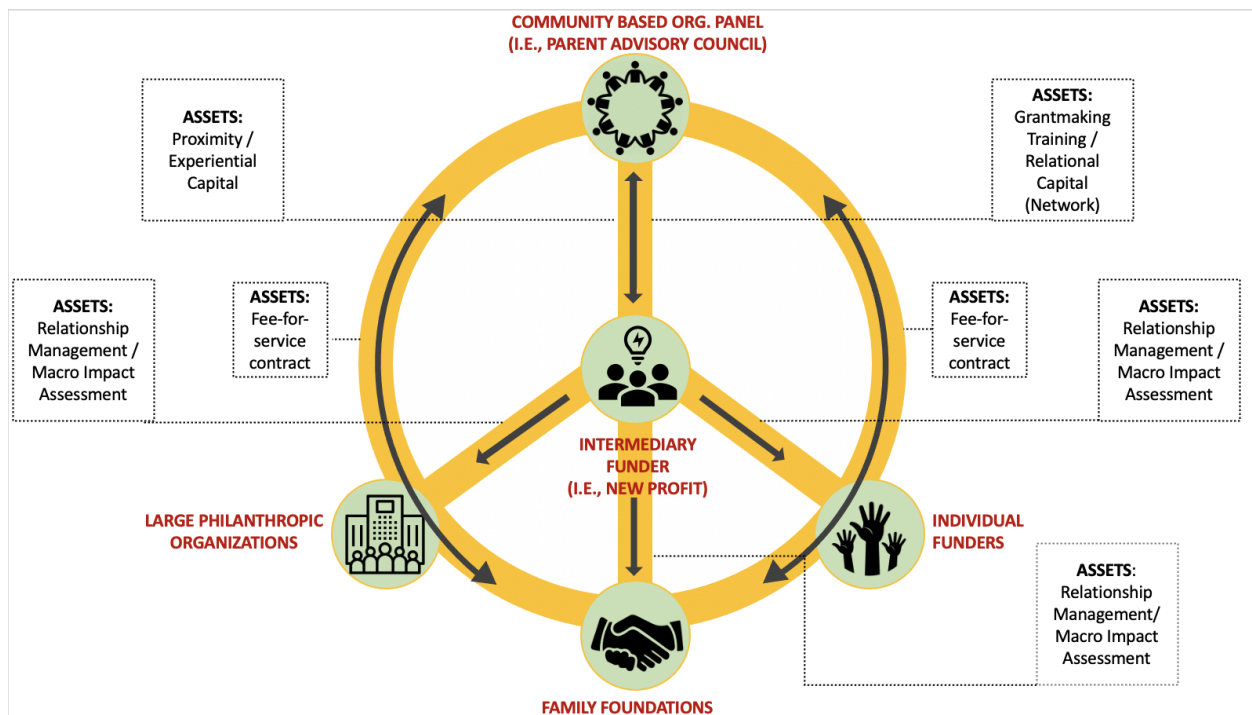 COMMUNITY BASED ORG. PANEL
(I.E., PARENT ADVISORY COUNCIL)
ASSETS:
Proximity /
Experiential
Capital
ASSETS:
Grantmaking
Training /
Relational
Capital
(Network)
ASSETS:
Relationship
Management /
Macro Impact
Assessment
ASSETS:
Fee-for-
service
contract
ASSETS:
Fee-for-
service
contract
ASSETS:
Relationship
Management /
Macro Impact
Assessment
INTERMEDIARY
FUNDER
(I.E., NEW PROFIT)
LARGE PHILANTHROPIC
ORGANIZATIONS
INDIVIDUAL
FUNDERS
ASSETS:
Relationship
Management/
Macro Impact
Assessment
FAMILY FOUNDATIONS